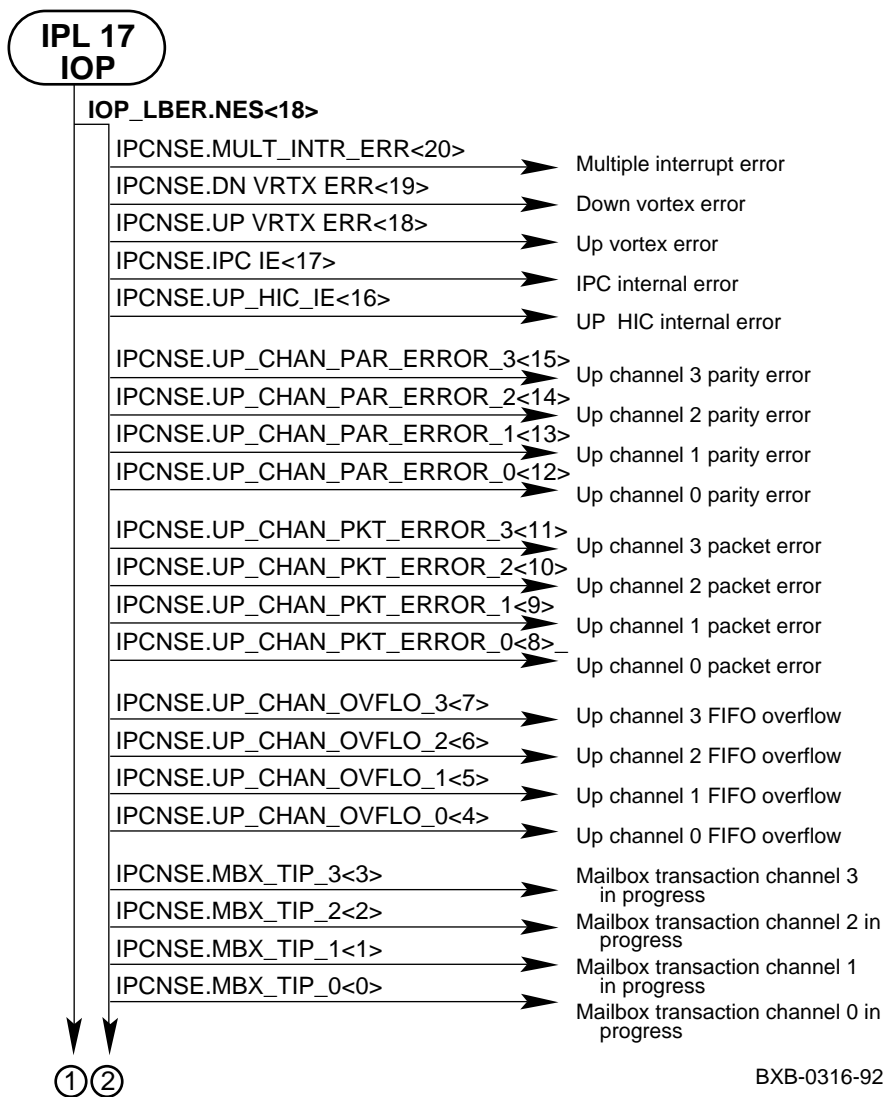 IPL 17
IOP
IOP_LBER.NES<18>
IPCNSE.MULT_INTR_ERR<20>
Multiple interrupt error
IPCNSE.DN VRTX ERR<19>
Down vortex error
IPCNSE.UP VRTX ERR<18>
Up vortex error
IPCNSE.IPC IE<17>
IPC internal error
IPCNSE.UP_HIC_IE<16>
UP HIC internal error
IPCNSE.UP_CHAN_PAR_ERROR_3<15>
Up channel 3 parity error
IPCNSE.UP_CHAN_PAR_ERROR_2<14>
Up channel 2 parity error
IPCNSE.UP_CHAN_PAR_ERROR_1<13>
Up channel 1 parity error
IPCNSE.UP_CHAN_PAR_ERROR_0<12>
Up channel 0 parity error
IPCNSE.UP_CHAN_PKT_ERROR_3<11>
Up channel 3 packet error
IPCNSE.UP_CHAN_PKT_ERROR_2<10>
Up channel 2 packet error
IPCNSE.UP_CHAN_PKT_ERROR_1<9>
Up channel 1 packet error
IPCNSE.UP_CHAN_PKT_ERROR_0<8>_
Up channel 0 packet error
IPCNSE.UP_CHAN_OVFLO_3<7>
Up channel 3 FIFO overflow
IPCNSE.UP_CHAN_OVFLO_2<6>
Up channel 2 FIFO overflow
IPCNSE.UP_CHAN_OVFLO_1<5>
Up channel 1 FIFO overflow
IPCNSE.UP_CHAN_OVFLO_0<4>
Up channel 0 FIFO overflow
IPCNSE.MBX_TIP_3<3>
Mailbox transaction channel 3
in progress
IPCNSE.MBX_TIP_2<2>
Mailbox transaction channel 2 in
progress
IPCNSE.MBX_TIP_1<1>
Mailbox transaction channel 1
in progress
IPCNSE.MBX_TIP_0<0>
Mailbox transaction channel 0 in
progress
1 2
BXB-0316-92